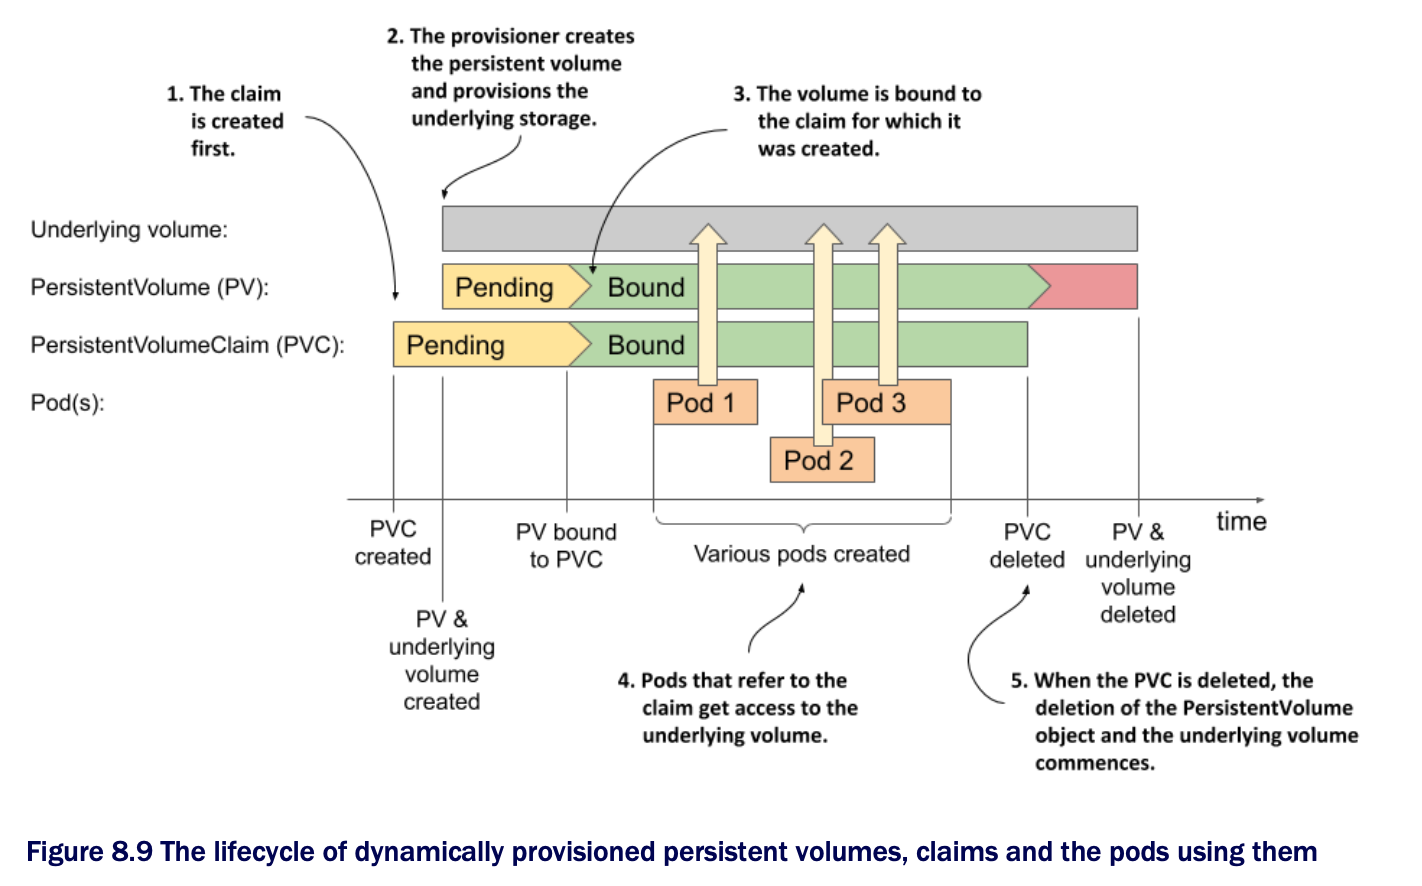 1. The claim
is created
first.
2. The provisioner creates
the persistent volume
and provisions the
underlying storage.
3. The volume is bound to
the claim for which it
was created.
Underlying volume:
PersistentVolume (PV):
Pending
Bound
PersistentVolumeClaim (PVC):
Pending
Bound
Pod(s):
Pod 1
Pod 3
Pod 2
time
PVC
created
PV &
underlying
volume
created
PV bound
to PVC
Various pods created
PVC
deleted
PV &
underlying
volume
deleted
4. Pods that refer to the
claim get access to the
underlying volume.
5. When the PVC is deleted, the
deletion of the PersistentVolume
object and the underlying volume
commences.
Figure 8.9 The lifecycle of dynamically provisioned persistent volumes, claims and the pods using them